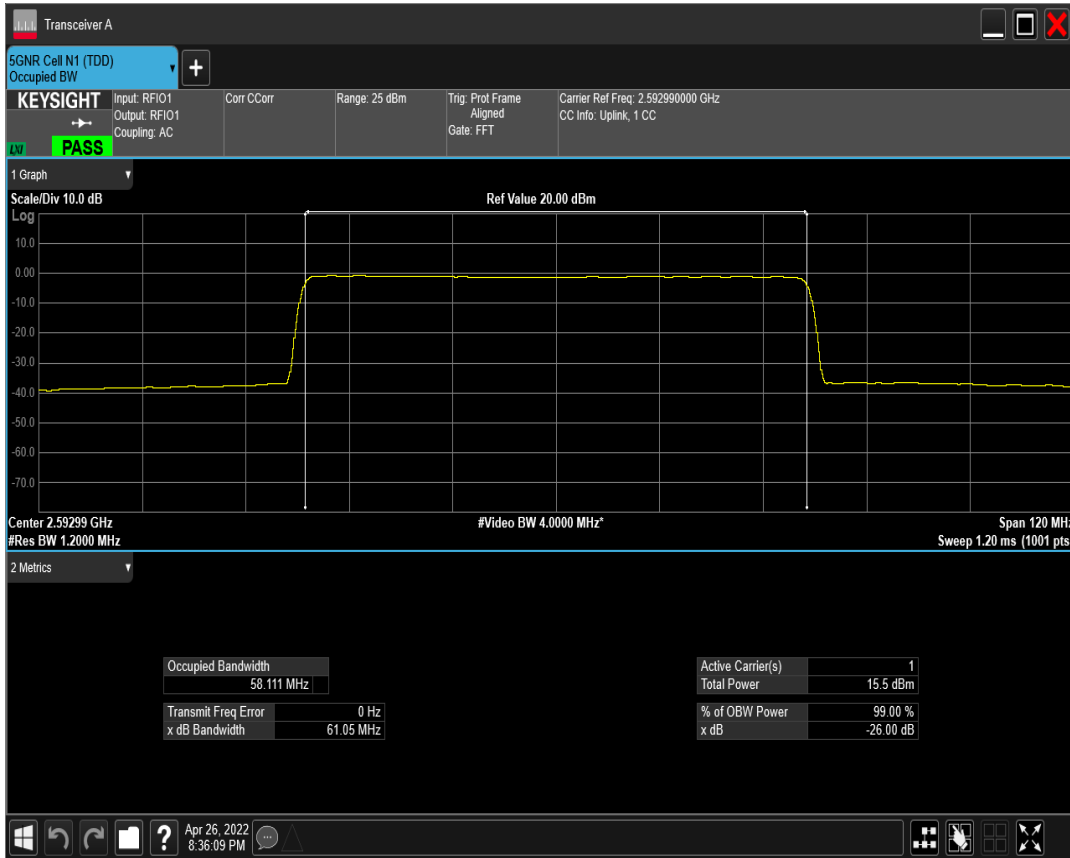 Transceiver A
5GNR Cell N1 (TDD)
Occupied BW
+
KEYSIGHT
LXI
PASS
Input: RFIO1
Output: RFIO1
Coupling: AC
Corr CCorr
Range: 25 dBm
Trig: Prot Frame
Aligned
Gate: FFT
Carrier Ref Freq: 2.592990000 GHz
CC Info: Uplink, 1 CC
1 Graph
Scale/Div 10.0 dB
Ref Value 20.00 dBm
Log
10.0
0.00
-10.0
-20.0
-30.0
-40.0
-50.0
-60.0
-70.0
Center 2.59299 GHz
#Video BW 4.0000 MHz*
Span 120 MHz
#Res BW 1.2000 MHz
Sweep 1.20 ms (1001 pts
2 Metrics
Occupied Bandwidth
58.111 MHz
Transmit Freq Error 0 Hz
x dB Bandwidth 61.05 MHz
Active Carrier(s) 1
Total Power 15.5 dBm
% of OBW Power 99.00 %
x dB -26.00 dB
?
Apr 26, 2022
8:36:09 PM